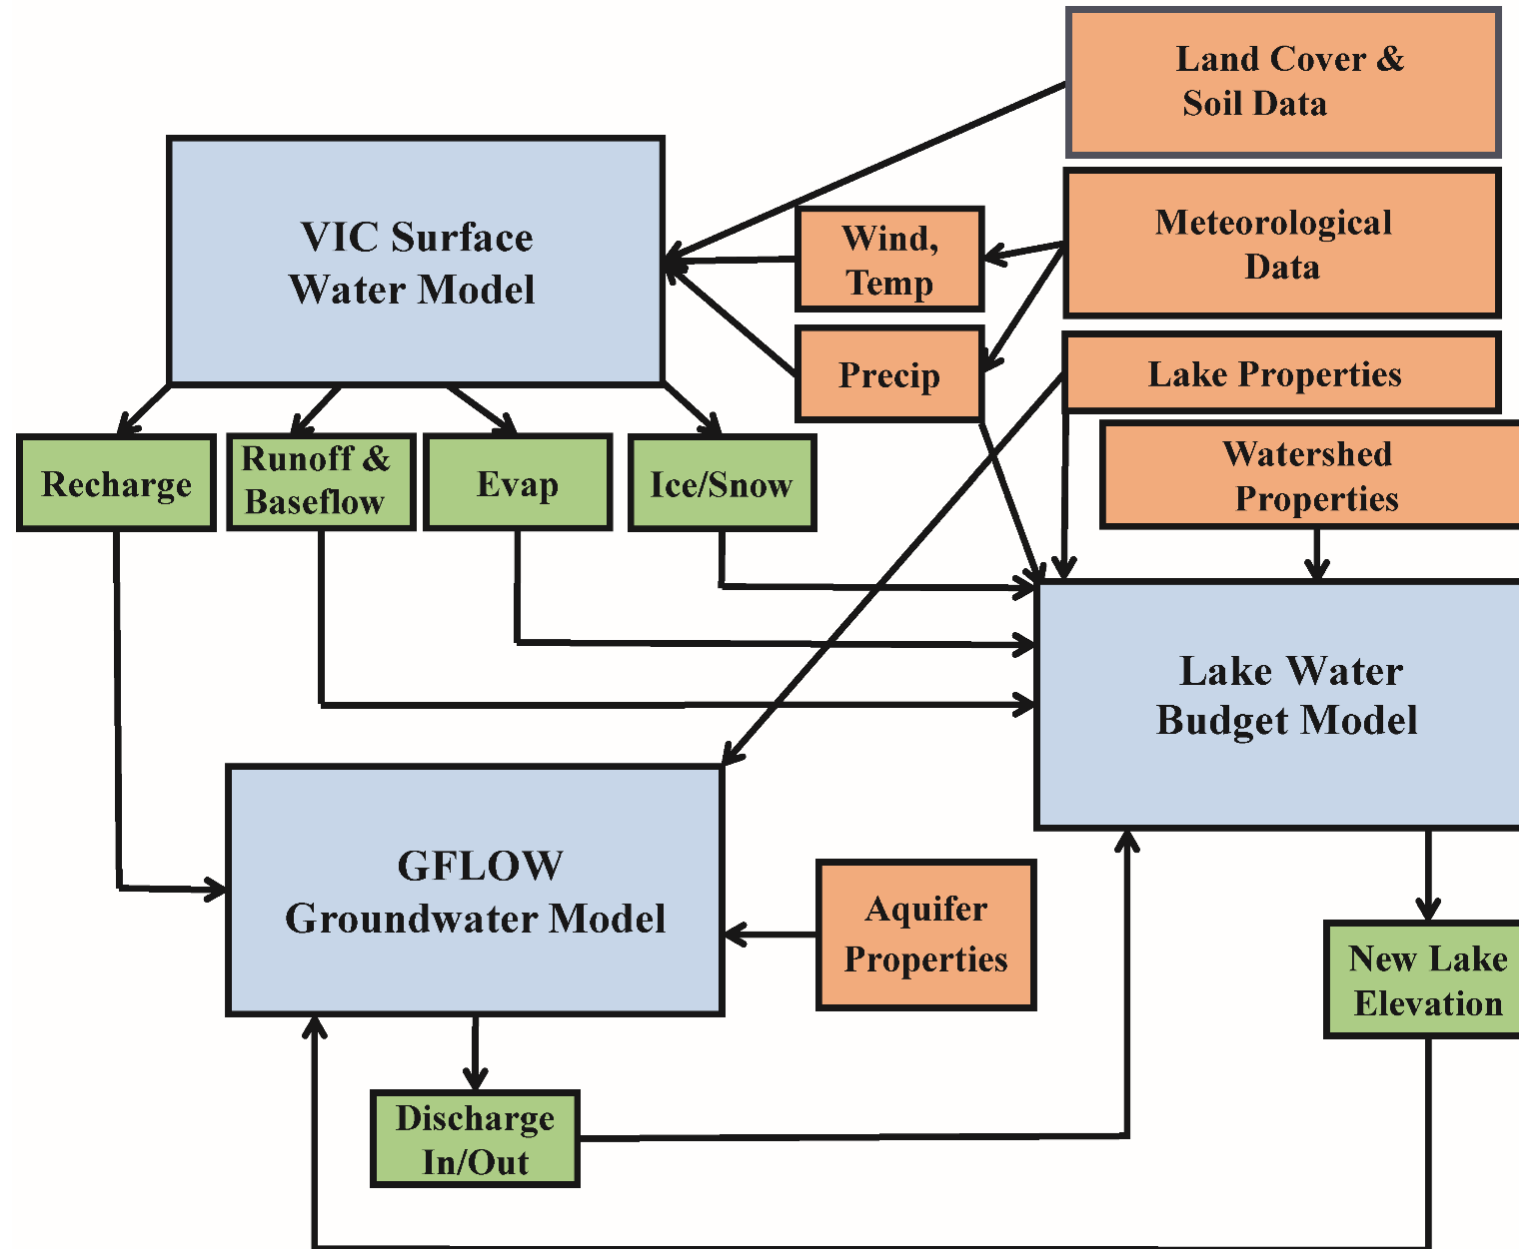 Land Cover &
Soil Data
VIC Surface
Water Model
Wind,
Temp
Meteorological
Data
Precip
Lake Properties
Recharge
Runoff &
Baseflow
Evap
Ice/Snow
Watershed
Properties
Lake Water
Budget Model
GFLOW
Groundwater Model
Aquifer
Properties
New Lake
Elevation
Discharge
In/Out